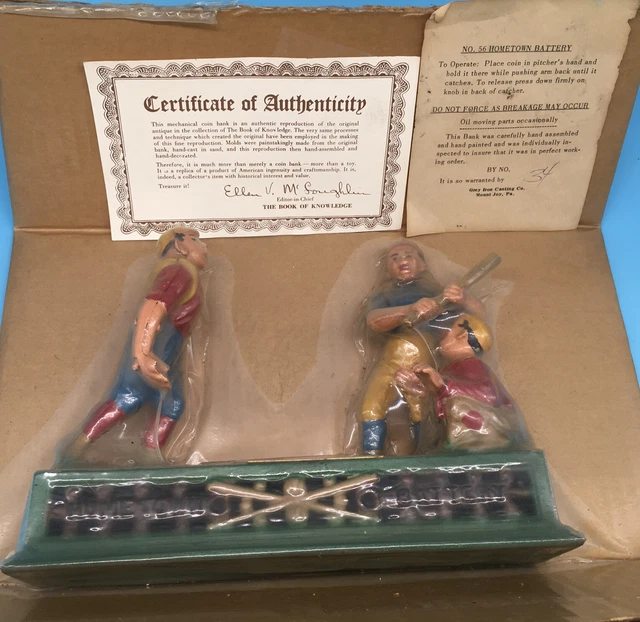 Certificate of Authenticity
This mechanical coin bank is an authentic reproduction of the original
antique in the collection of The Book of Knowledge. The very same processes
and technique which created the original have been employed in the making
of this fine reproduction. Molds were painstakingly made from the original
bank, hand-cast in sand, and this reproduction then hand-assembled and
hand-decorated.
Therefore, it is much more than merely a coin bank — more than a toy.
It is a replica of a product of American ingenuity and craftsmanship. It is,
indeed, a collector's item with historical interest and value.
Treasure it!
Ellen V. McLoughlin
Editor-in-Chief
THE BOOK OF KNOWLEDGE
NO. 56 HOMETOWN BATTERY
To Operate: Place coin in pitcher's hand and
hold it there while pushing arm back until it
catches. To release press down firmly on
knob in back of catcher.
DO NOT FORCE AS BREAKAGE MAY OCCUR
Oil moving parts occasionally
This Bank was carefully hand assembled
and hand painted and was individually in-
spected to insure that it was in perfect work-
ing order.
BY NO. 34
It is so warranted by
Grey Iron Casting Co.
Mount Joy, Pa.
HOME TOWN